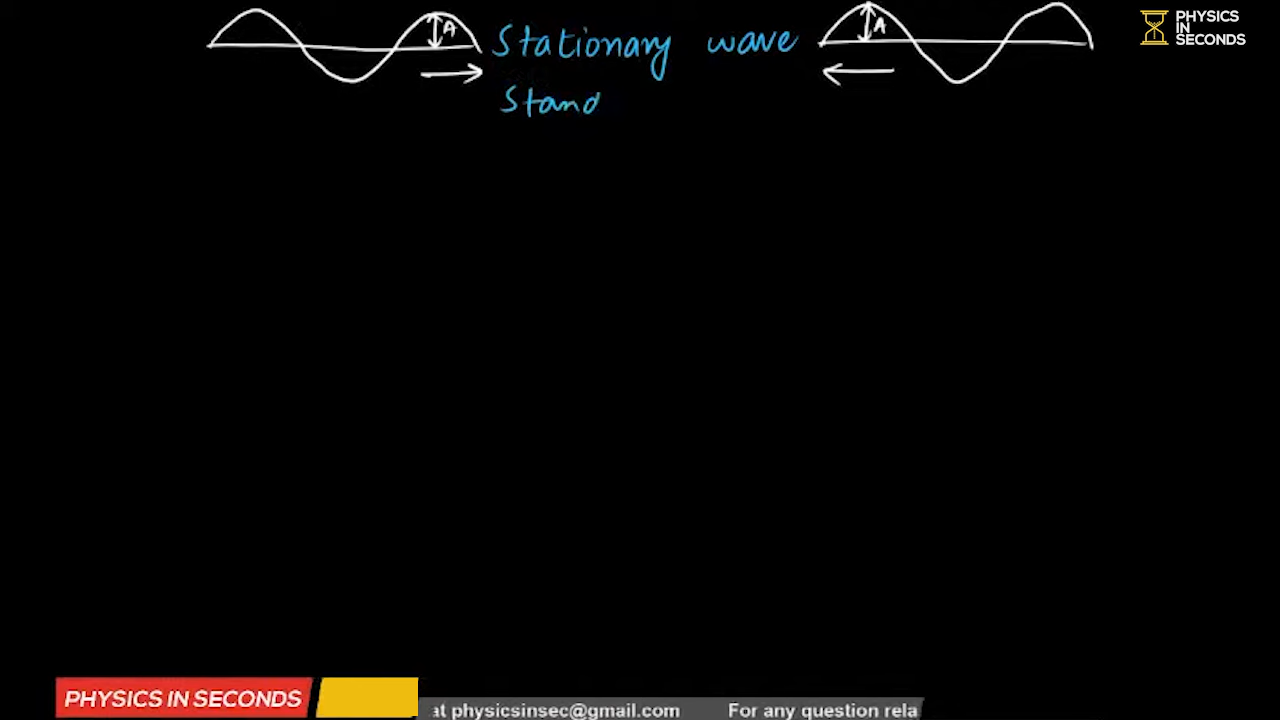 A
Stationary wave
A
Stand
PHYSICS
IN
SECONDS
PHYSICS IN SECONDS
at physicsinsec@gmail.com For any question rela